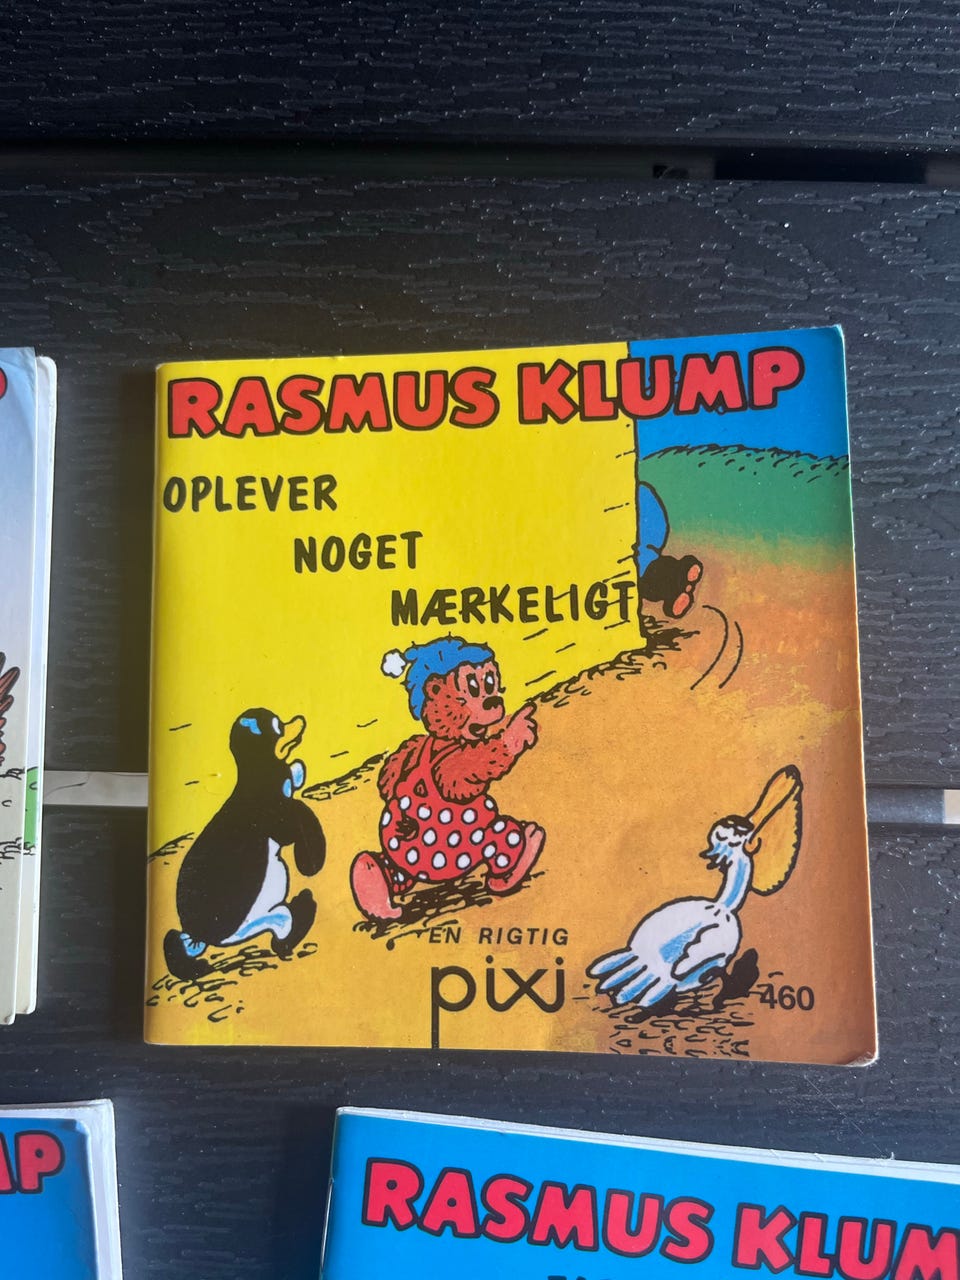 RASMUS KLUMP
OPLEVER
NOGET
MÆRKELIGT
EN RIGTIG
pixi
460
RASMUS KLUM